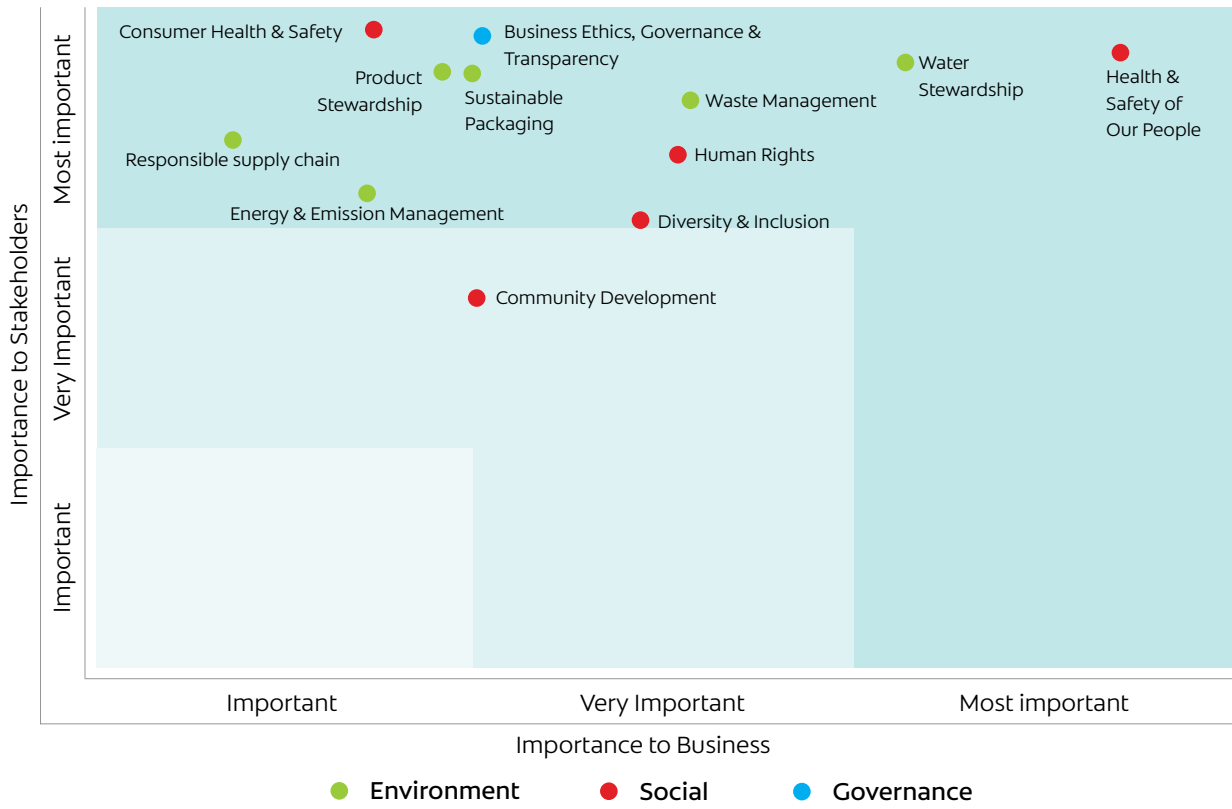 Consumer Health & Safety
Business Ethics, Governance &
Transparency
Product
Stewardship
Sustainable
Packaging
Water
Stewardship
Health &
Safety of
Our People
Waste Management
Responsible supply chain
Human Rights
Energy & Emission Management
Diversity & Inclusion
Community Development
Importance to Stakeholders
Most important
Very Important
Important
Important
Very Important
Most important
Importance to Business
Environment
Social
Governance